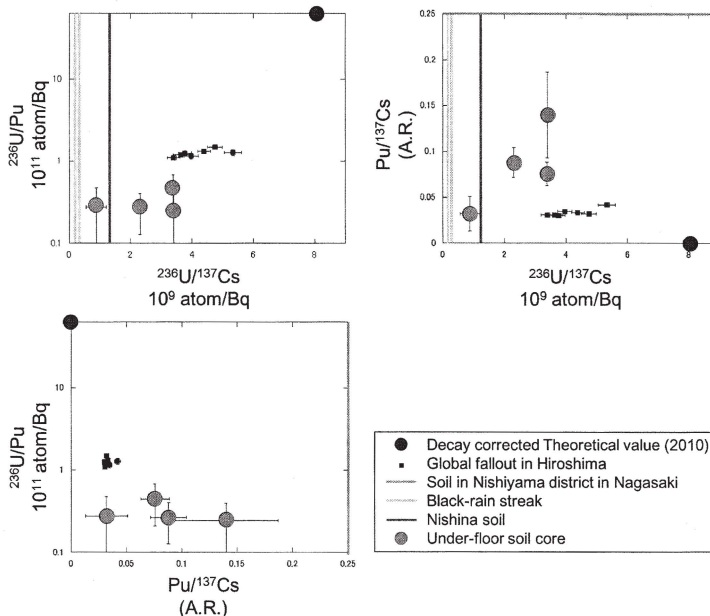 ²³⁶U/Pu
10¹¹ atom/Bq
10
1
0.1
0
2
4
6
8
²³⁶U/¹³⁷Cs
10⁹ atom/Bq
Pu/¹³⁷Cs
(A.R.)
0.25
0.2
0.15
0.1
0.05
0
0
2
4
6
8
²³⁶U/¹³⁷Cs
10⁹ atom/Bq
²³⁶U/Pu
10¹¹ atom/Bq
10
1
0.1
0
0.05
0.1
0.15
0.2
0.25
Pu/¹³⁷Cs
(A.R.)
Decay corrected Theoretical value (2010)
Global fallout in Hiroshima
Soil in Nishiyama district in Nagasaki
Black-rain streak
Nishina soil
Under-floor soil core